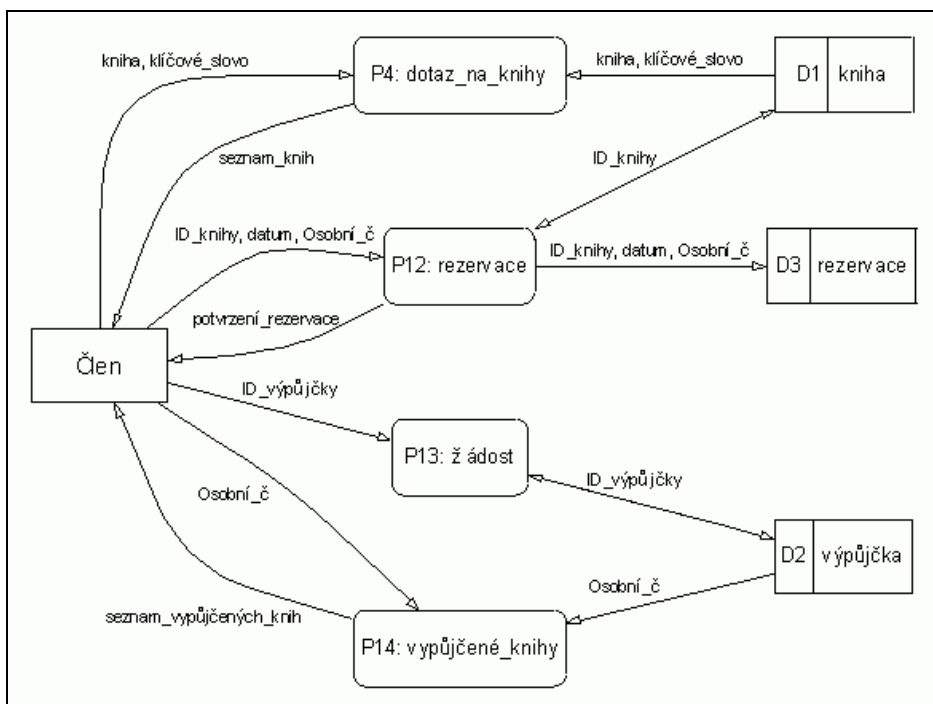 kniha, klíčové_slovo
P4: dotaz_na_knihy
kniha, klíčové_slovo
D1 kniha
seznam_knih
ID_knihy
ID_knihy, datum, Osobní_č
P12: rezervace
ID_knihy, datum, Osobní_č
D3 rezervace
potvrzení_rezervace
Člen
ID_výpůjčky
P13: ž ádost
ID_výpůjčky
Osobní_č
D2 výpůjčka
Osobní_č
seznam_vypůjčených_knih
P14: vypůjčené_knihy